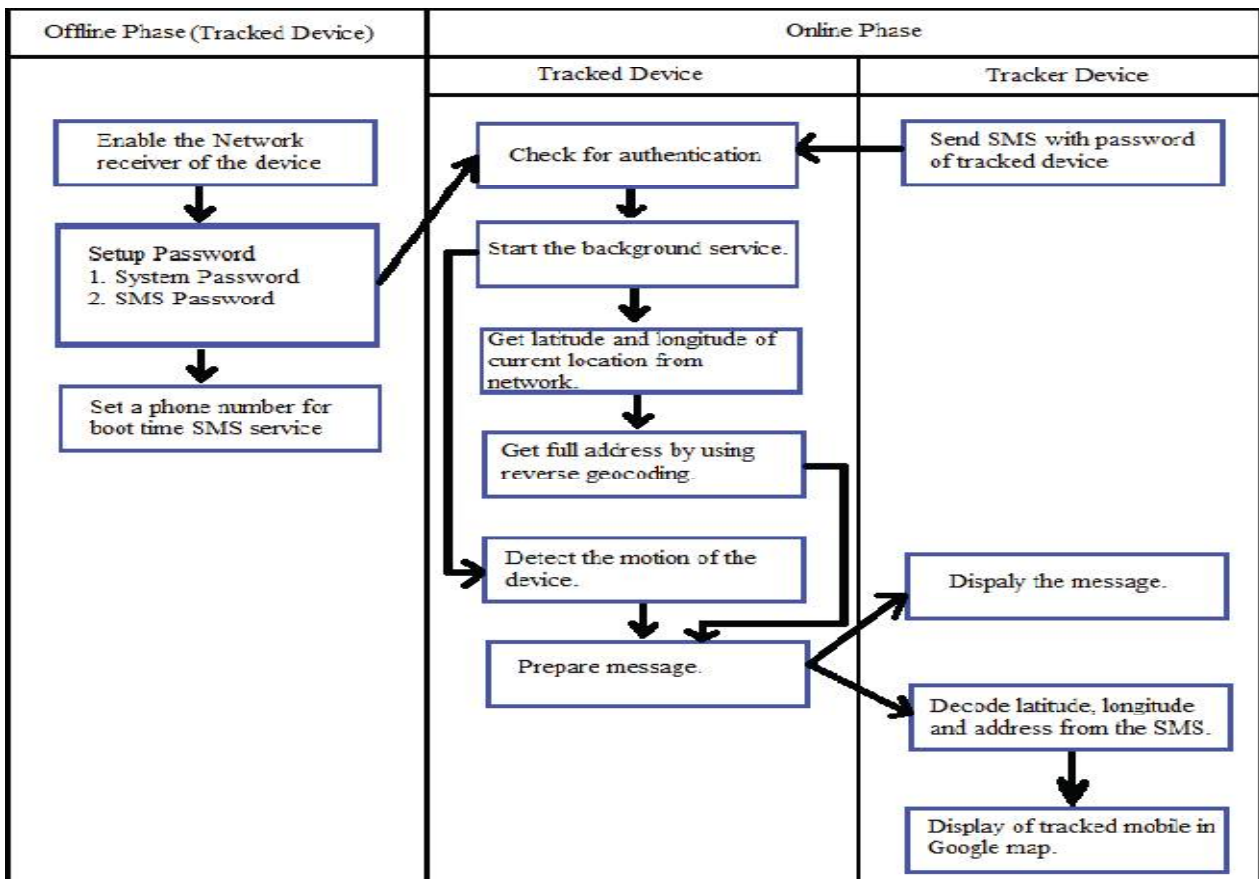 Offline Phase (Tracked Device)
Online Phase
Tracked Device
Tracker Device
Enable the Network
receiver of the device
Setup Password
1. System Password
2. SMS Password
Set a phone number for
boot time SMS service
Check for authentication
Start the background service.
Get latitude and longitude of
current location from
network.
Get full address by using
reverse geocoding.
Detect the motion of the
device.
Prepare message.
Send SMS with password
of tracked device
Dispaly the message.
Decode latitude, longitude
and address from the SMS.
Display of tracked mobile in
Google map.